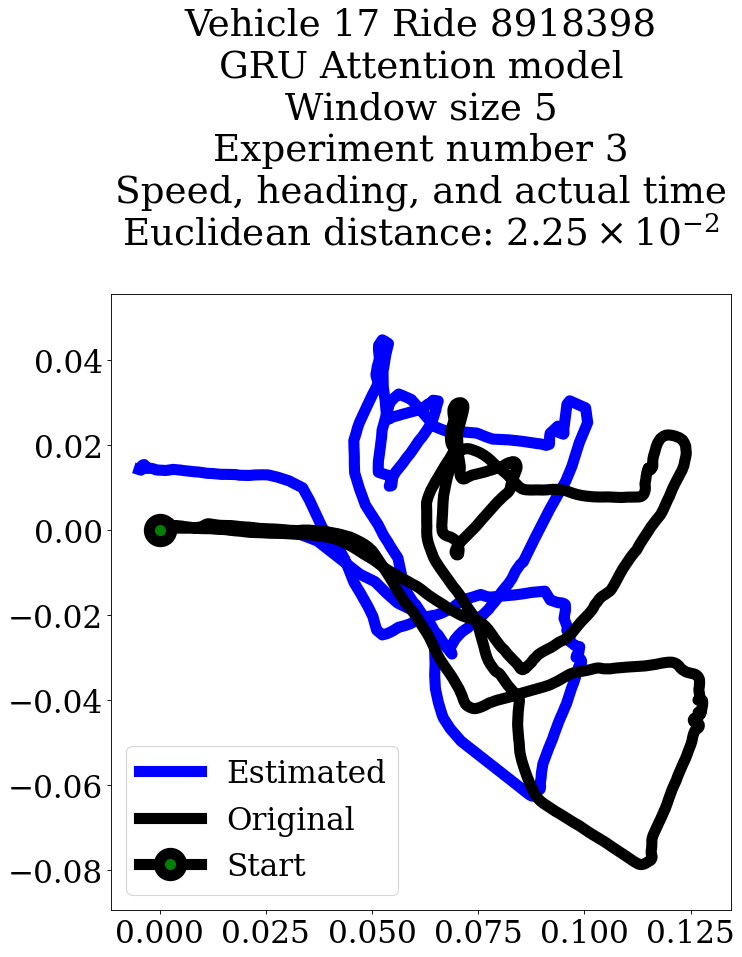 Vehicle 17 Ride 8918398
GRU Attention model
Window size 5
Experiment number 3
Speed, heading, and actual time
Euclidean distance: 2.25 × 10⁻²
0.04
0.02
0.00
−0.02
−0.04
−0.06
−0.08
Estimated
Original
Start
0.000 0.025 0.050 0.075 0.100 0.125